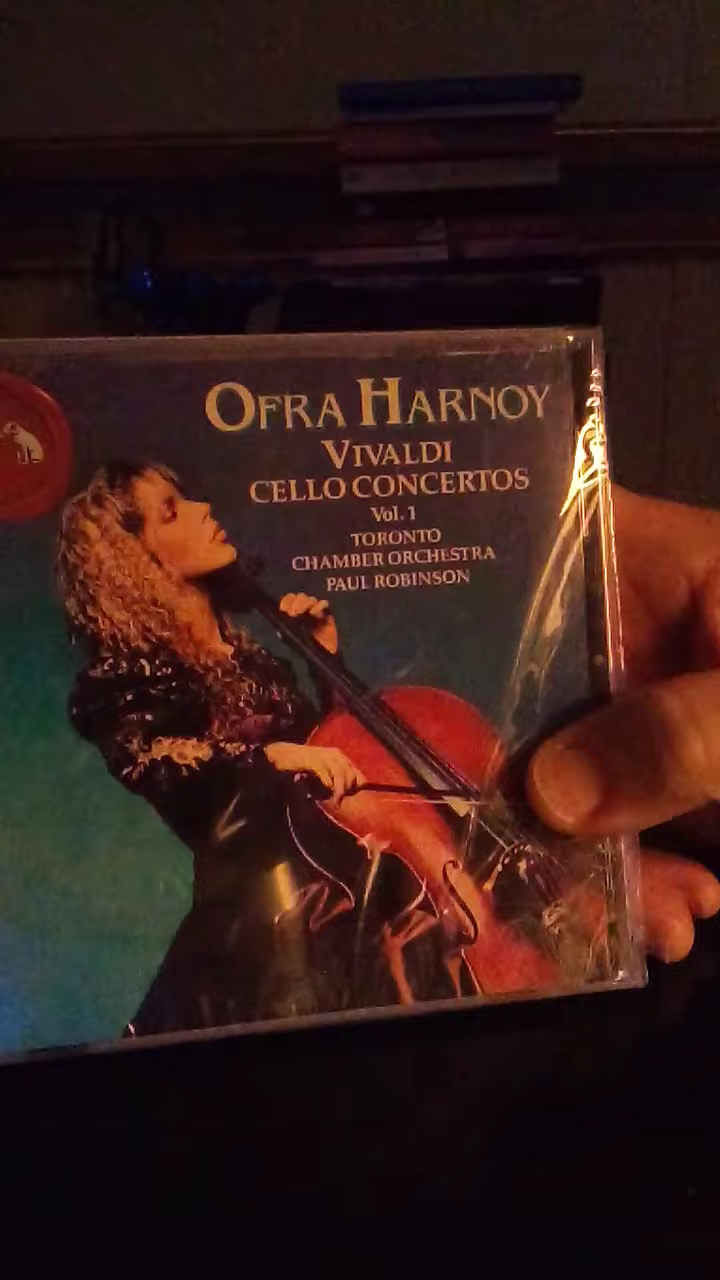 OFRA HARNOY
VIVALDI
CELLO CONCERTOS
Vol. 1
TORONTO
CHAMBER ORCHESTRA
PAUL ROBINSON